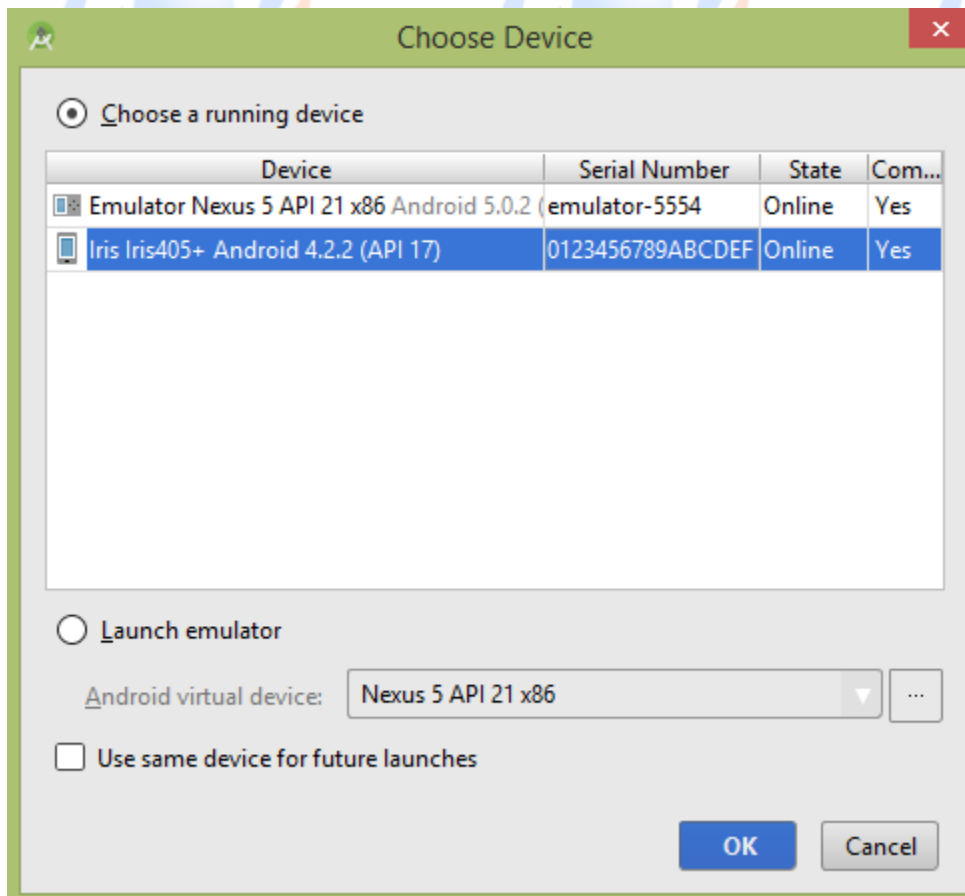 Choose Device
Choose a running device
Device Serial Number State Com...
Emulator Nexus 5 API 21 x86 Android 5.0.2 ( emulator-5554 Online Yes
Iris Iris405+ Android 4.2.2 (API 17) 0123456789ABCDEF Online Yes
Launch emulator
Android virtual device: Nexus 5 API 21 x86 ...
Use same device for future launches
OK Cancel